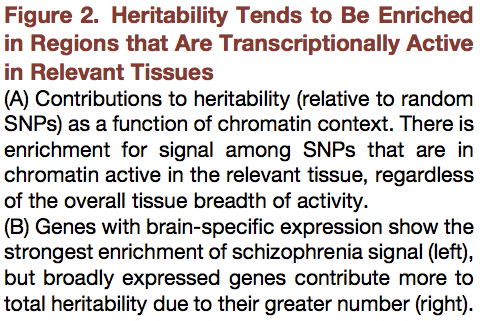 Figure 2. Heritability Tends to Be Enriched
in Regions that Are Transcriptionally Active
in Relevant Tissues
(A) Contributions to heritability (relative to random
SNPs) as a function of chromatin context. There is
enrichment for signal among SNPs that are in
chromatin active in the relevant tissue, regardless
of the overall tissue breadth of activity.
(B) Genes with brain-specific expression show the
strongest enrichment of schizophrenia signal (left),
but broadly expressed genes contribute more to
total heritability due to their greater number (right).